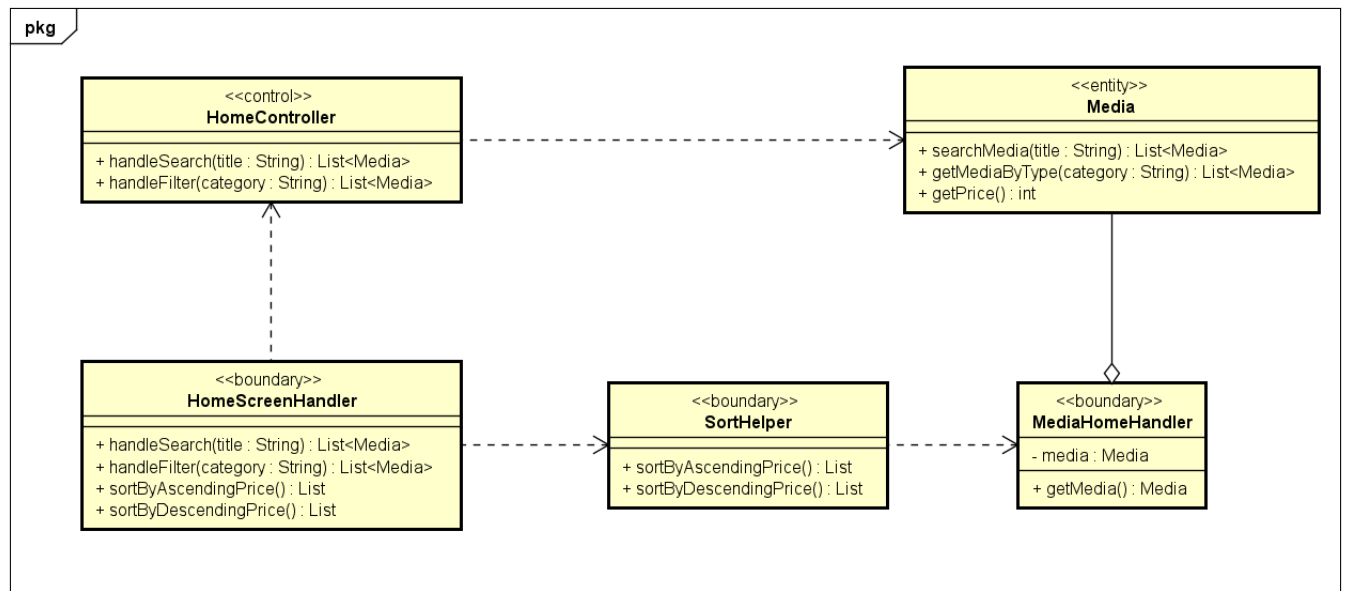 pkg
<<control>>
HomeController
+ handleSearch(title : String) : List<Media>
+ handleFilter(category : String) : List<Media>
<<entity>>
Media
+ searchMedia(title : String) : List<Media>
+ getMediaByType(category : String) : List<Media>
+ getPrice() : int
<<boundary>>
HomeScreenHandler
+ handleSearch(title : String) : List<Media>
+ handleFilter(category : String) : List<Media>
+ sortByAscendingPrice() : List
+ sortByDescendingPrice() : List
<<boundary>>
SortHelper
+ sortByAscendingPrice() : List
+ sortByDescendingPrice() : List
<<boundary>>
MediaHomeHandler
- media : Media
+ getMedia() : Media